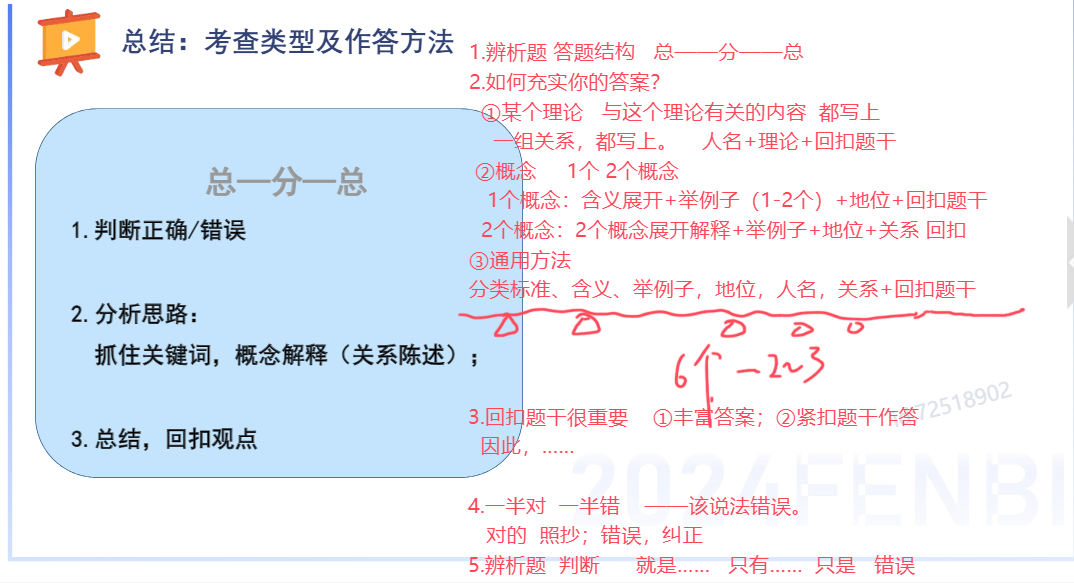 总结：考查类型及作答方法
总—分—总
1.判断正确/错误
2.分析思路：
抓住关键词，概念解释（关系陈述）；
3.总结，回扣观点
1.辨析题 答题结构 总——分——总
2.如何充实你的答案？
①某个理论 与这个理论有关的内容 都写上
一组关系，都写上。 人名+理论+回扣题干
②概念 1个 2个概念
1个概念：含义展开+举例子（1-2个）+地位+回扣题干
2个概念：2个概念展开解释+举例子+地位+关系 回扣
③通用方法
分类标准、含义、举例子，地位，人名，关系+回扣题干
6个 —2~3
3.回扣题干很重要 ①丰富答案；②紧扣题干作答
因此，……
4.一半对 一半错 ——该说法错误。
对的 照抄；错误，纠正
5.辨析题 判断 就是…… 只有…… 只是 错误
72518902
2024FENBI